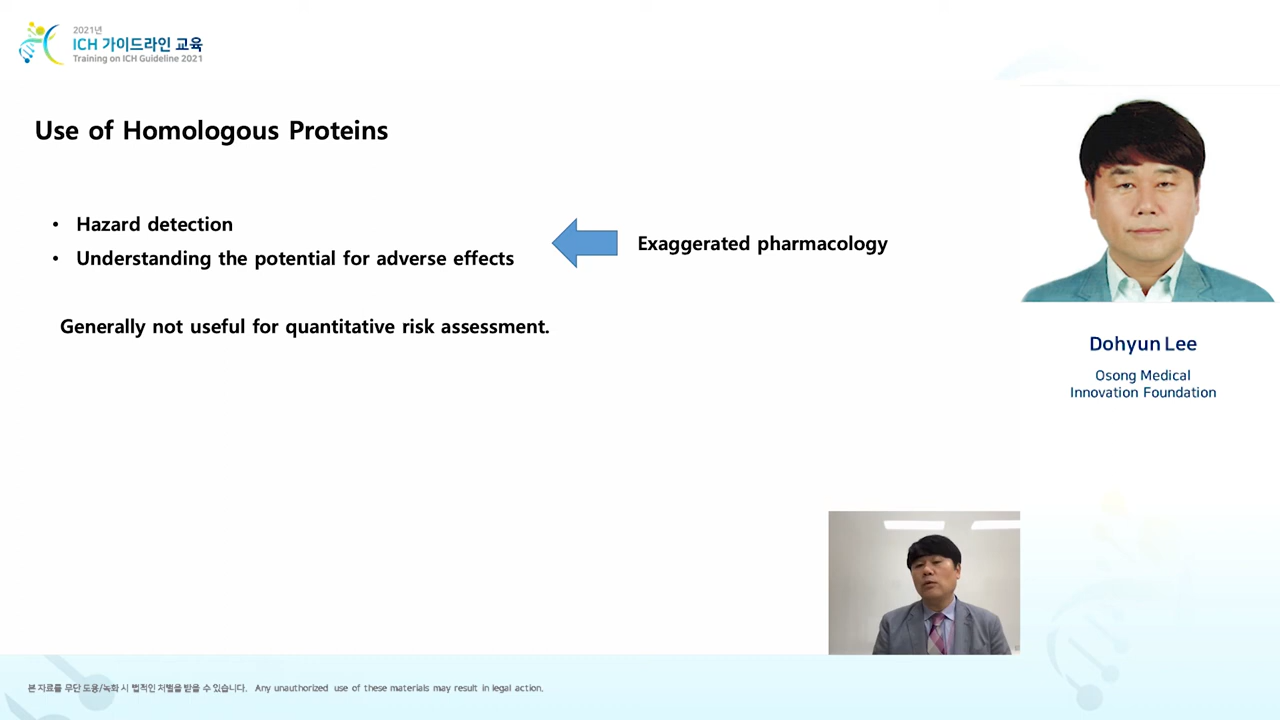 2021년
ICH 가이드라인 교육
Training on ICH Guideline 2021
Use of Homologous Proteins
• Hazard detection
• Understanding the potential for adverse effects
Exaggerated pharmacology
Generally not useful for quantitative risk assessment.
Dohyun Lee
Osong Medical
Innovation Foundation
본 자료를 무단 도용/녹화 시 법적인 처벌을 받을 수 있습니다. Any unauthorized use of these materials may result in legal action.